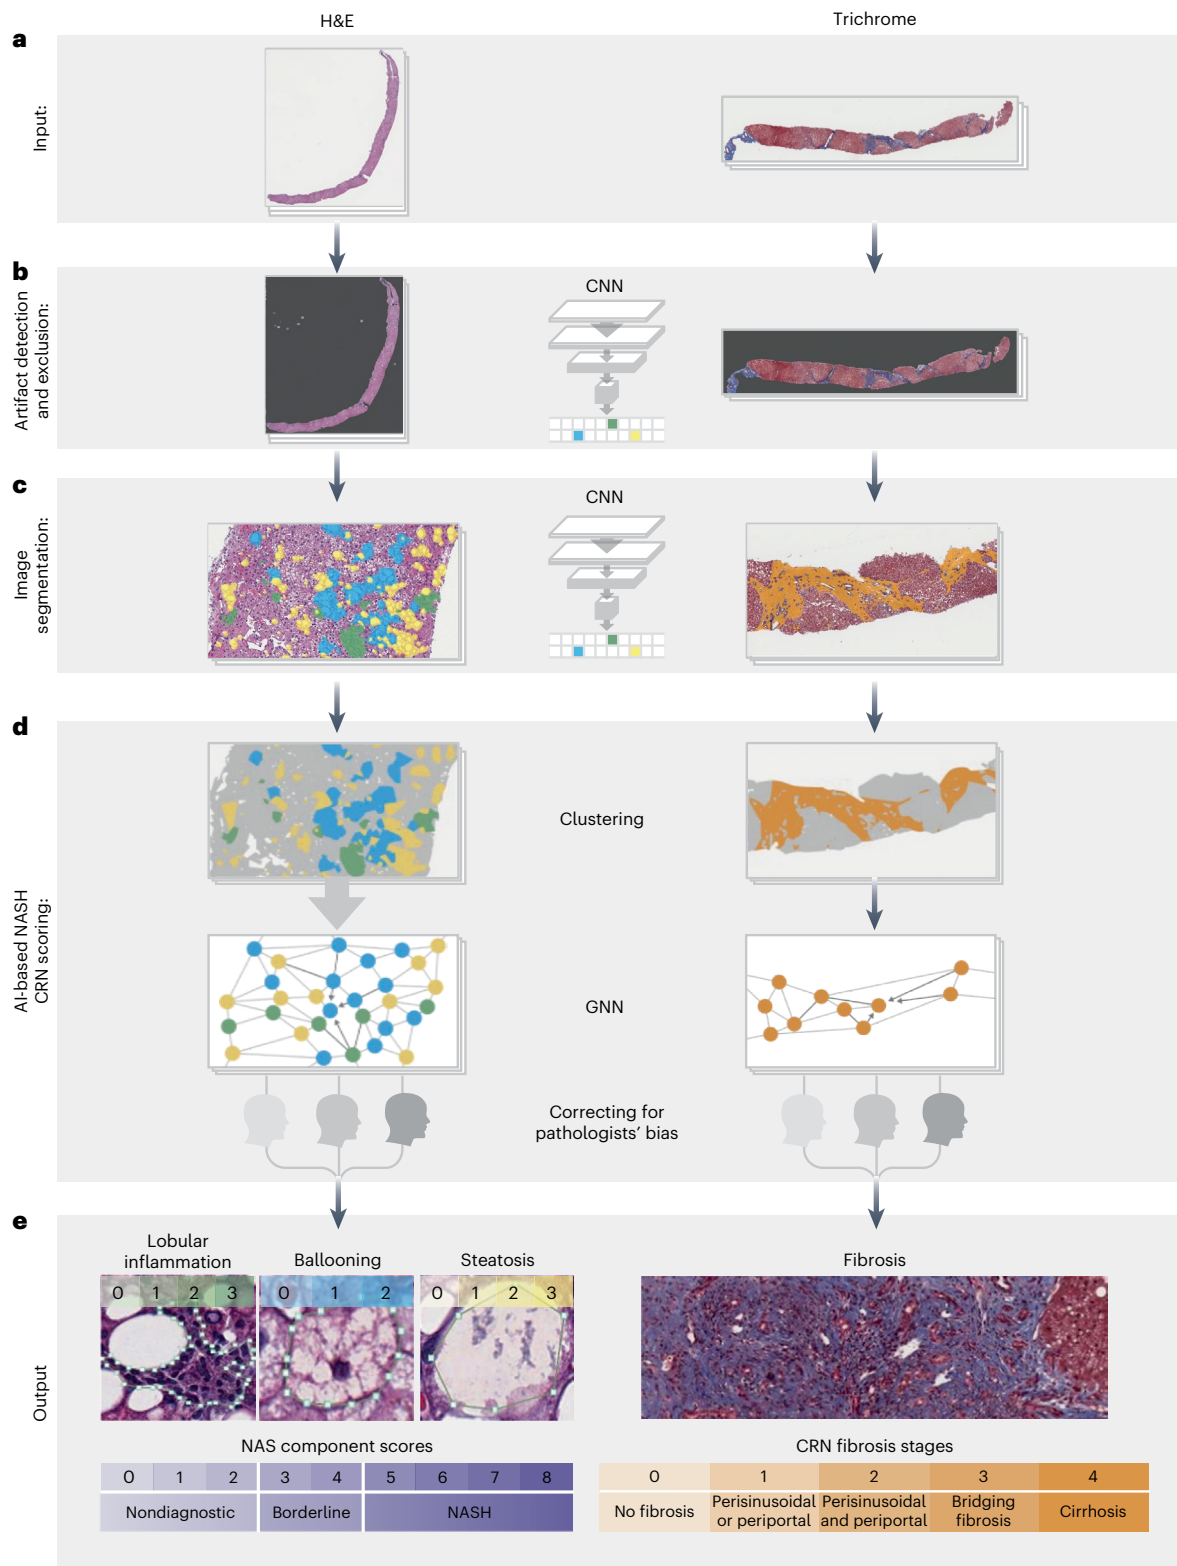 H&E
Trichrome
a
Input:
b
Artifact detection
and exclusion:
CNN
c
Image
segmentation:
CNN
d
AI-based NASH
CRN scoring:
Clustering
GNN
Correcting for
pathologists’ bias
e
Output
Lobular
inflammation
0 1 2 3
Ballooning
0 1 2
Steatosis
0 1 2 3
Fibrosis
NAS component scores
0 1 2 3 4 5 6 7 8
Nondiagnostic Borderline NASH
CRN fibrosis stages
0 1 2 3 4
No fibrosis
Perisinusoidal
or periportal
Perisinusoidal
and periportal
Bridging
fibrosis
Cirrhosis